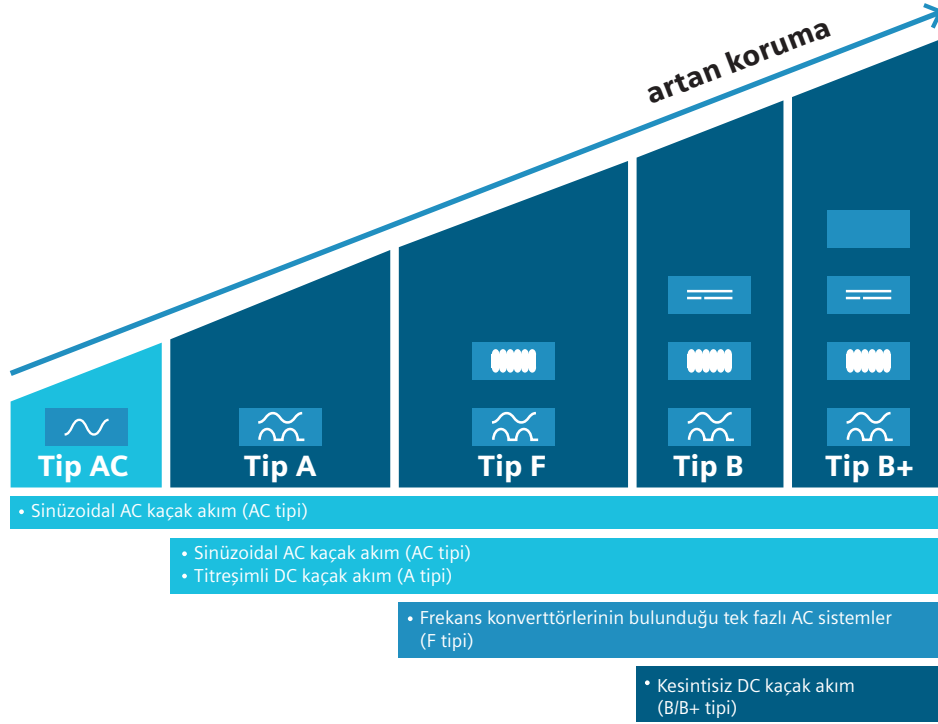 artan koruma
Tip AC
Tip A
Tip F
Tip B
Tip B+
• Sinüzoidal AC kaçak akım (AC tipi)
• Sinüzoidal AC kaçak akım (AC tipi)
• Titreşimli DC kaçak akım (A tipi)
• Frekans konverttörlerinin bulunduğu tek fazlı AC sistemler
(F tipi)
• Kesintisiz DC kaçak akım
(B/B+ tipi)